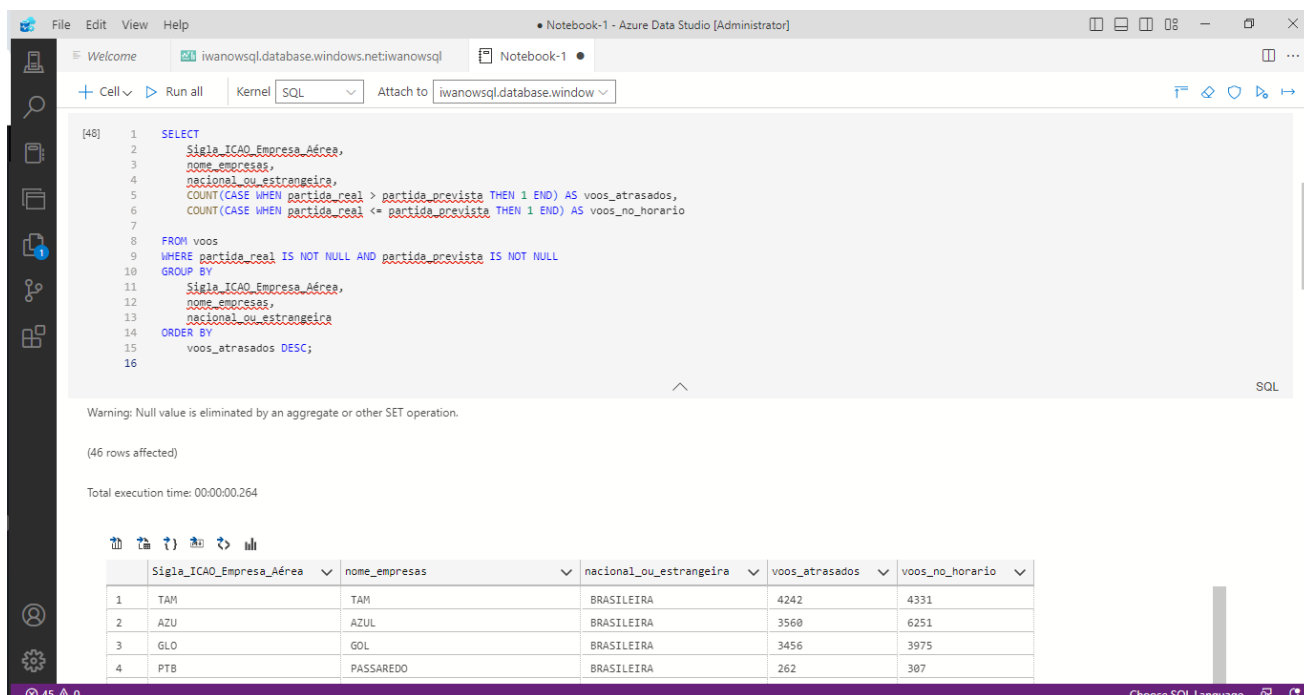 File Edit View Help
● Notebook-1 - Azure Data Studio [Administrator]
Welcome
iwanowsql.database.windows.net:iwanowsql
Notebook-1 ●
+ Cell
Run all
Kernel SQL
Attach to iwanowsql.database.window
[48]
1 SELECT
2 Sigla_ICAO_Empresa_Aérea,
3 nome_empresas,
4 nacional_ou_estrangeira,
5 COUNT(CASE WHEN partida_real > partida_prevista THEN 1 END) AS voos_atrasados,
6 COUNT(CASE WHEN partida_real <= partida_prevista THEN 1 END) AS voos_no_horario
7
8 FROM voos
9 WHERE partida_real IS NOT NULL AND partida_prevista IS NOT NULL
10 GROUP BY
11 Sigla_ICAO_Empresa_Aérea,
12 nome_empresas,
13 nacional_ou_estrangeira
14 ORDER BY
15 voos_atrasados DESC;
16
SQL
Warning: Null value is eliminated by an aggregate or other SET operation.
(46 rows affected)
Total execution time: 00:00:00.264
Sigla_ICAO_Empresa_Aérea nome_empresas nacional_ou_estrangeira voos_atrasados voos_no_horario
1 TAM TAM BRASILEIRA 4242 4331
2 AZU AZUL BRASILEIRA 3560 6251
3 GLO GOL BRASILEIRA 3456 3975
4 PTB PASSAREDO BRASILEIRA 262 307
1
45 0
Choose SQL Language